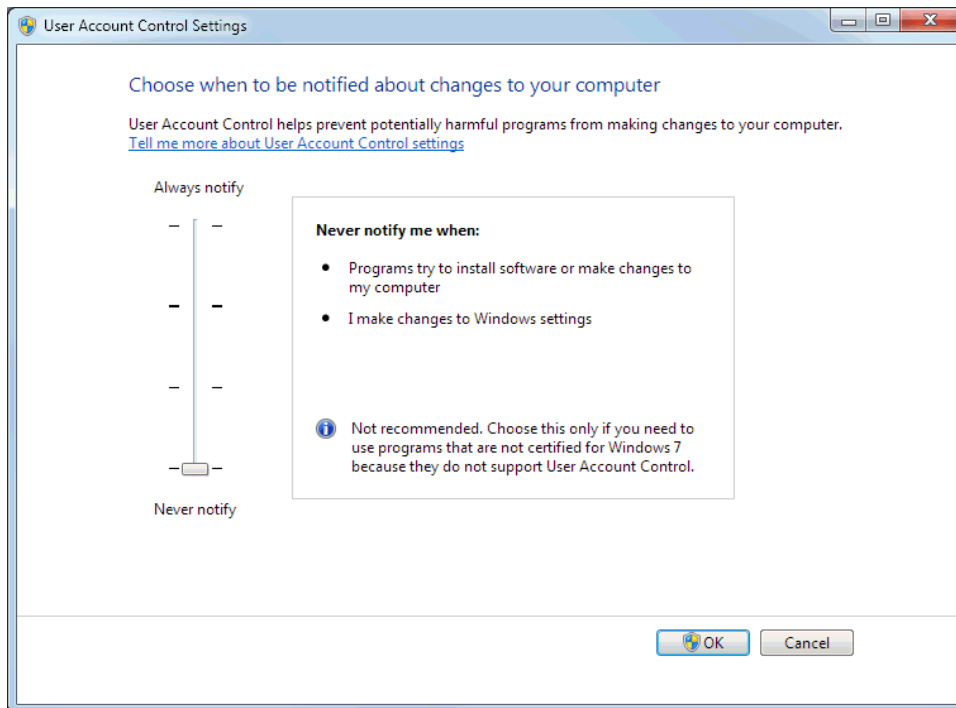 User Account Control Settings
Choose when to be notified about changes to your computer
User Account Control helps prevent potentially harmful programs from making changes to your computer.
Tell me more about User Account Control settings
Always notify
Never notify me when:
• Programs try to install software or make changes to
my computer
• I make changes to Windows settings
Not recommended. Choose this only if you need to
use programs that are not certified for Windows 7
because they do not support User Account Control.
Never notify
OK
Cancel